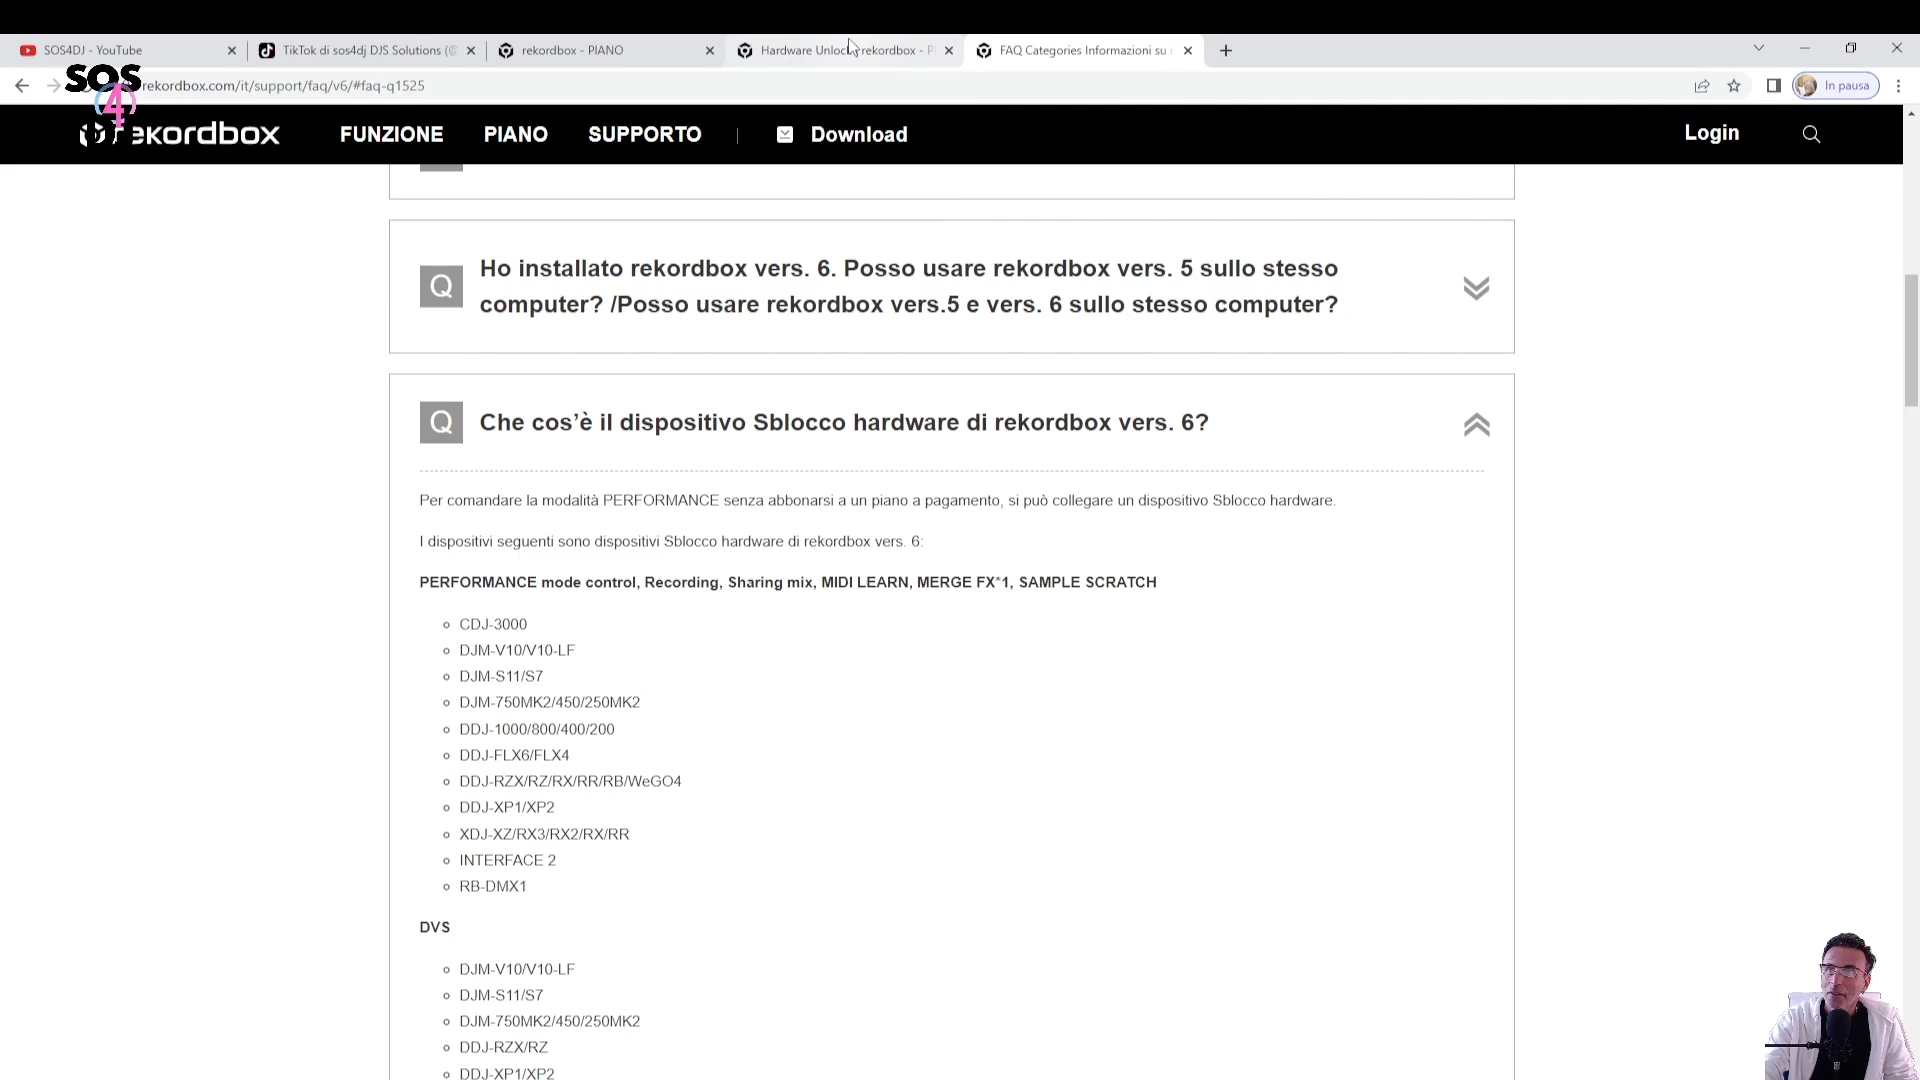 SOS4DJ - YouTube
TikTok di sos4dj DJS Solutions (@
rekordbox - PIANO
Hardware Unlock rekordbox - P
FAQ Categories Informazioni su r
rekordbox.com/it/support/faq/v6/#faq-q1525
In pausa
SOS
4
rekordbox
FUNZIONE
PIANO
SUPPORTO
|
Download
Login
Q
Ho installato rekordbox vers. 6. Posso usare rekordbox vers. 5 sullo stesso
computer? /Posso usare rekordbox vers.5 e vers. 6 sullo stesso computer?
Q
Che cos’è il dispositivo Sblocco hardware di rekordbox vers. 6?
Per comandare la modalità PERFORMANCE senza abbonarsi a un piano a pagamento, si può collegare un dispositivo Sblocco hardware.
I dispositivi seguenti sono dispositivi Sblocco hardware di rekordbox vers. 6:
PERFORMANCE mode control, Recording, Sharing mix, MIDI LEARN, MERGE FX*1, SAMPLE SCRATCH
CDJ-3000
DJM-V10/V10-LF
DJM-S11/S7
DJM-750MK2/450/250MK2
DDJ-1000/800/400/200
DDJ-FLX6/FLX4
DDJ-RZX/RZ/RX/RR/RB/WeGO4
DDJ-XP1/XP2
XDJ-XZ/RX3/RX2/RX/RR
INTERFACE 2
RB-DMX1
DVS
DJM-V10/V10-LF
DJM-S11/S7
DJM-750MK2/450/250MK2
DDJ-RZX/RZ
DDJ-XP1/XP2